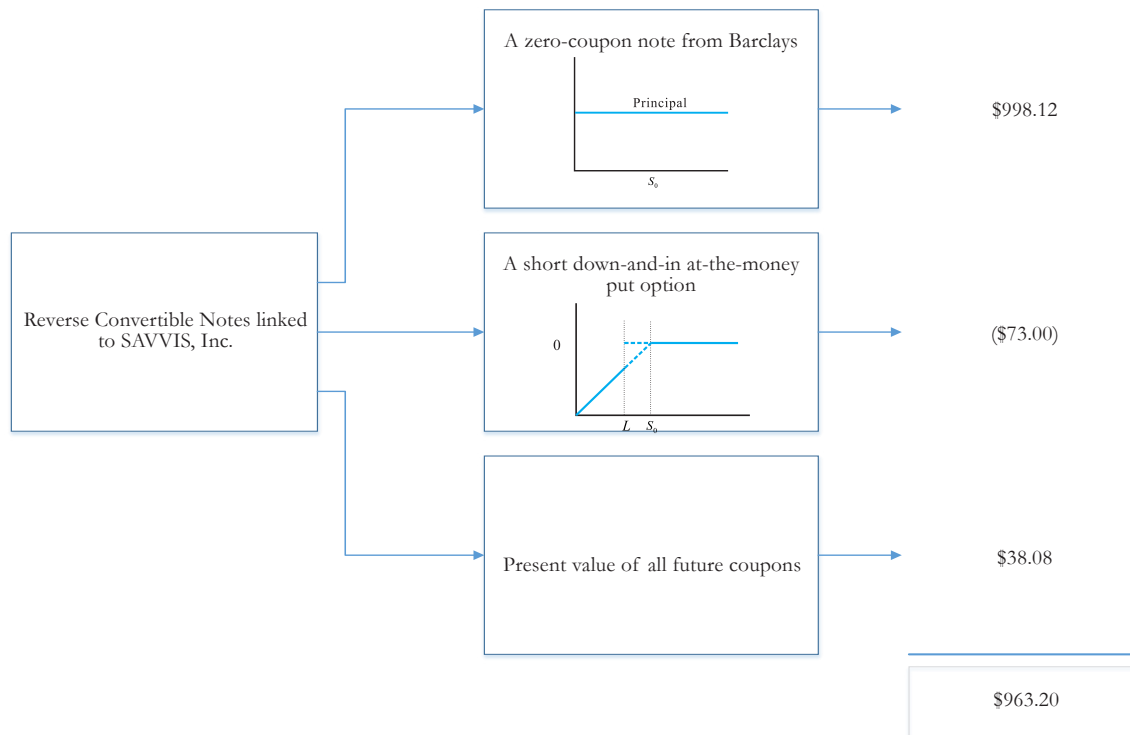 A zero-coupon note from Barclays
Principal
S₀
$998.12
Reverse Convertible Notes linked
to SAVVIS, Inc.
A short down-and-in at-the-money
put option
0
L S₀
($73.00)
Present value of all future coupons
$38.08
$963.20